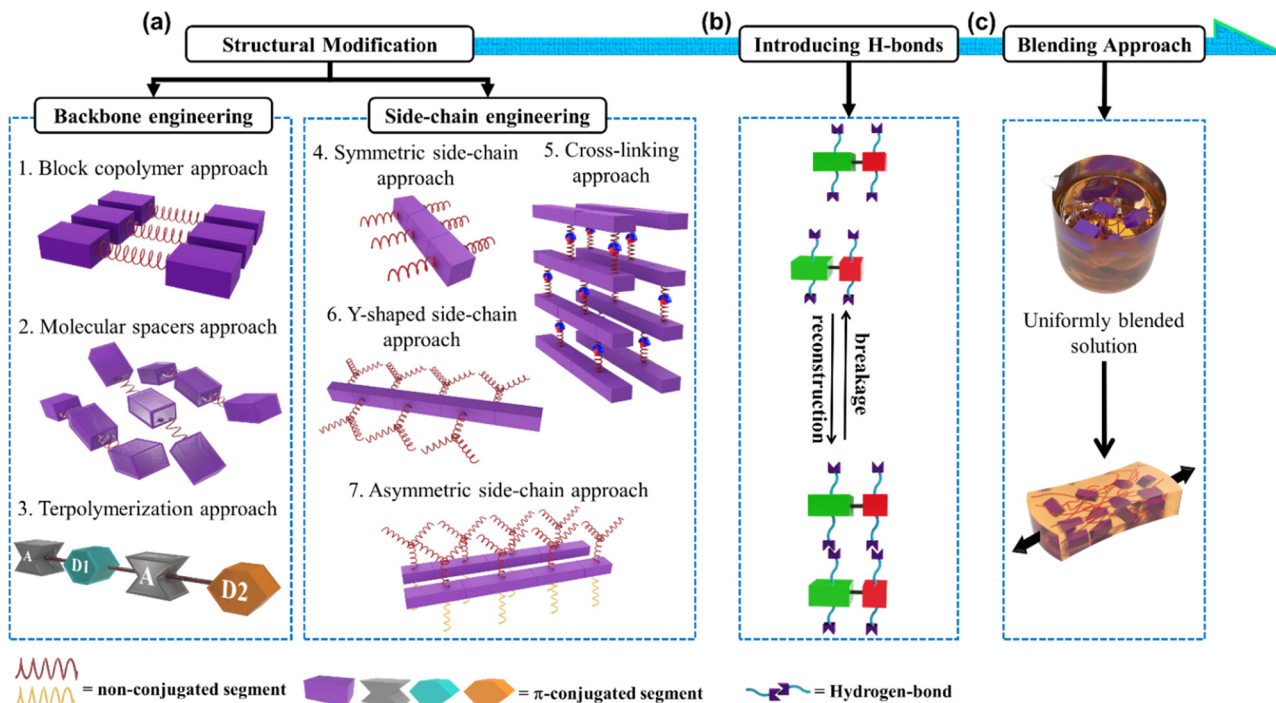 (a)
Structural Modification
(b)
Introducing H-bonds
(c)
Blending Approach
Backbone engineering
Side-chain engineering
1. Block copolymer approach
2. Molecular spacers approach
3. Terpolymerization approach
A
D1
A
D2
4. Symmetric side-chain
approach
5. Cross-linking
approach
6. Y-shaped side-chain
approach
7. Asymmetric side-chain approach
reconstruction
breakage
Uniformly blended
solution
= non-conjugated segment
= π-conjugated segment
= Hydrogen-bond